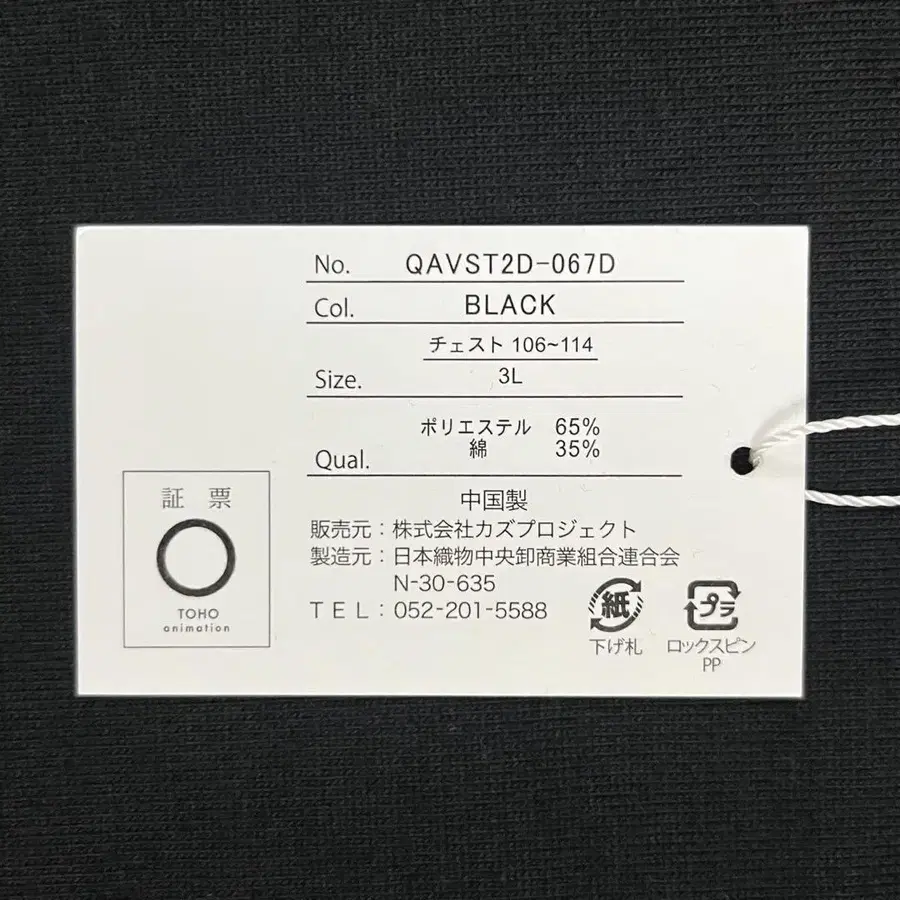 No. QAVST2D-067D
Col. BLACK
チェスト 106~114
Size. 3L
ポリエステル 65%
綿 35%
Qual.
中国製
販売元：株式会社カズプロジェクト
製造元：日本織物中央卸商業組合連合会
N-30-635
TEL：052-201-5588
証 票
TOHO
animation
紙
下げ札
プラ
ロックスピン
PP